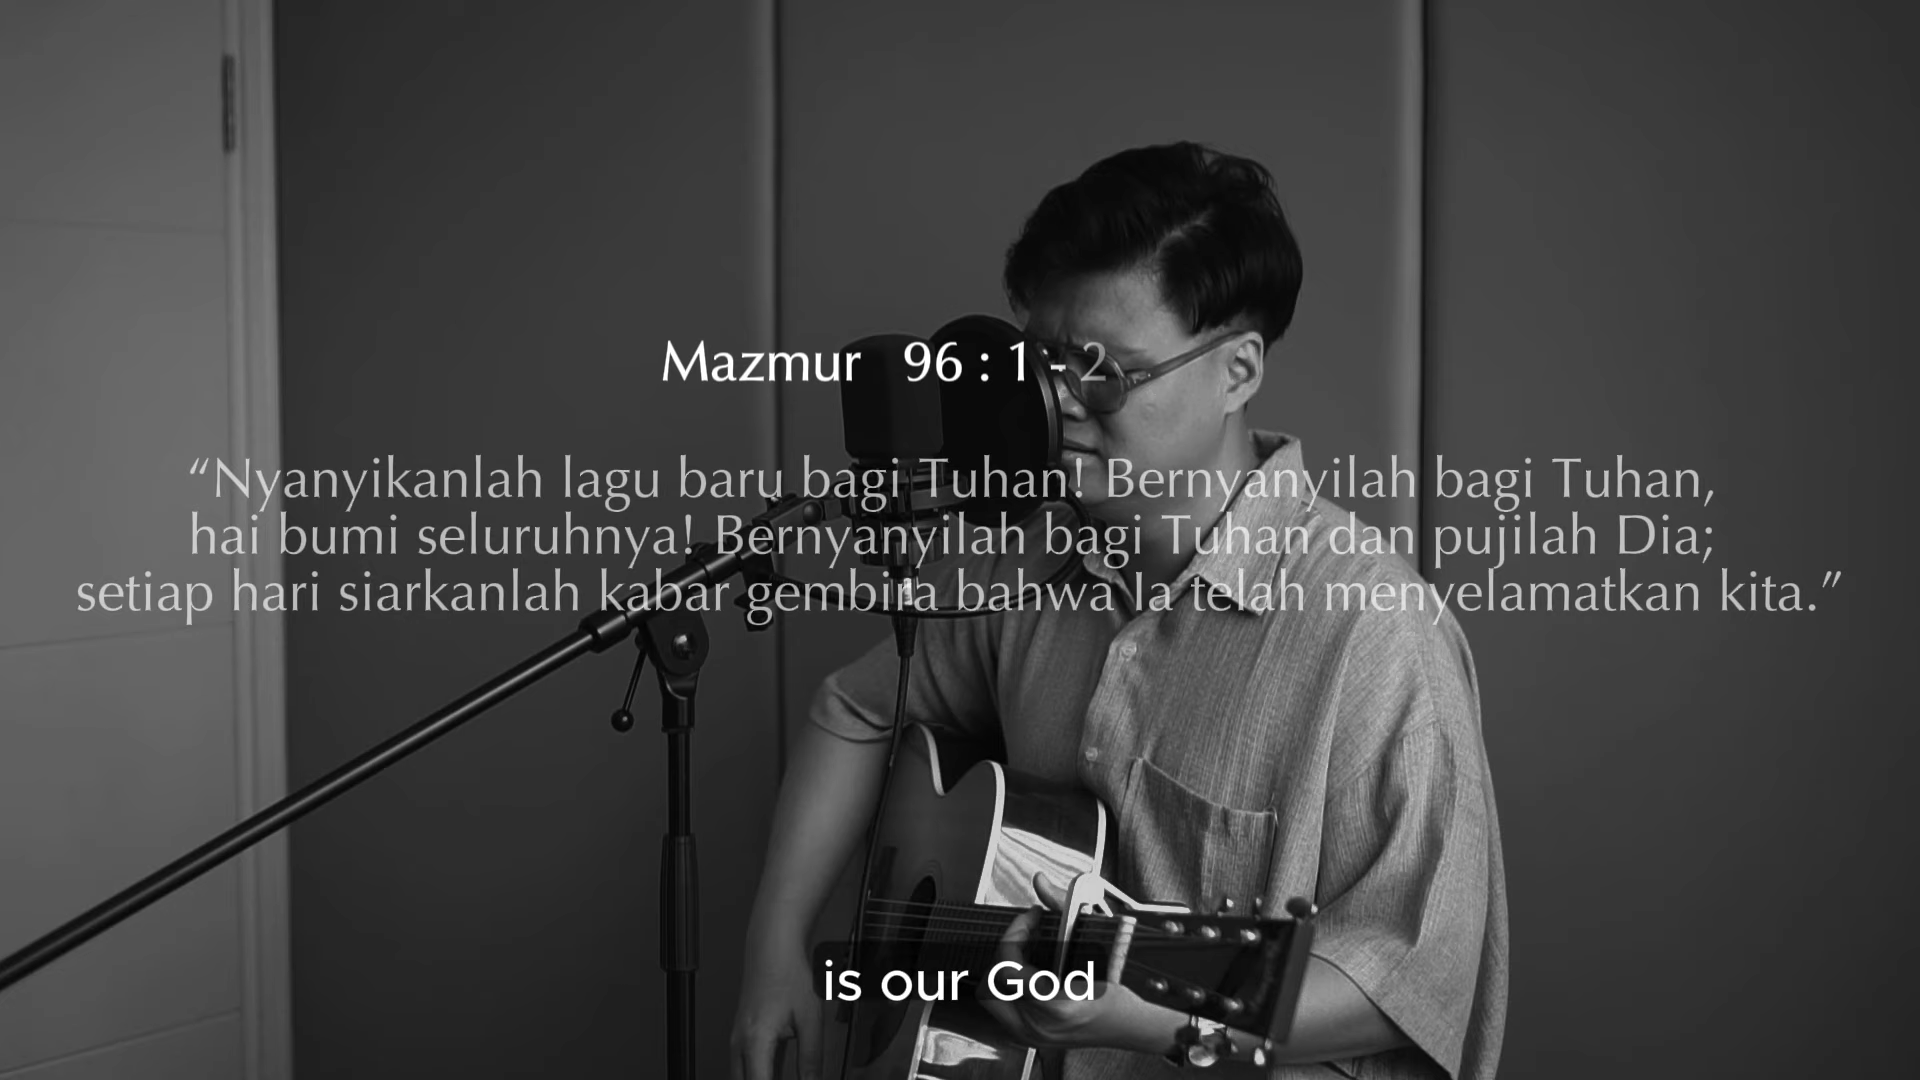 Mazmur 96 : 1 - 2
“Nyanyikanlah lagu baru bagi Tuhan! Bernyanyilah bagi Tuhan,
hai bumi seluruhnya! Bernyanyilah bagi Tuhan dan pujilah Dia;
setiap hari siarkanlah kabar gembira bahwa Ia telah menyelamatkan kita.”
is our God